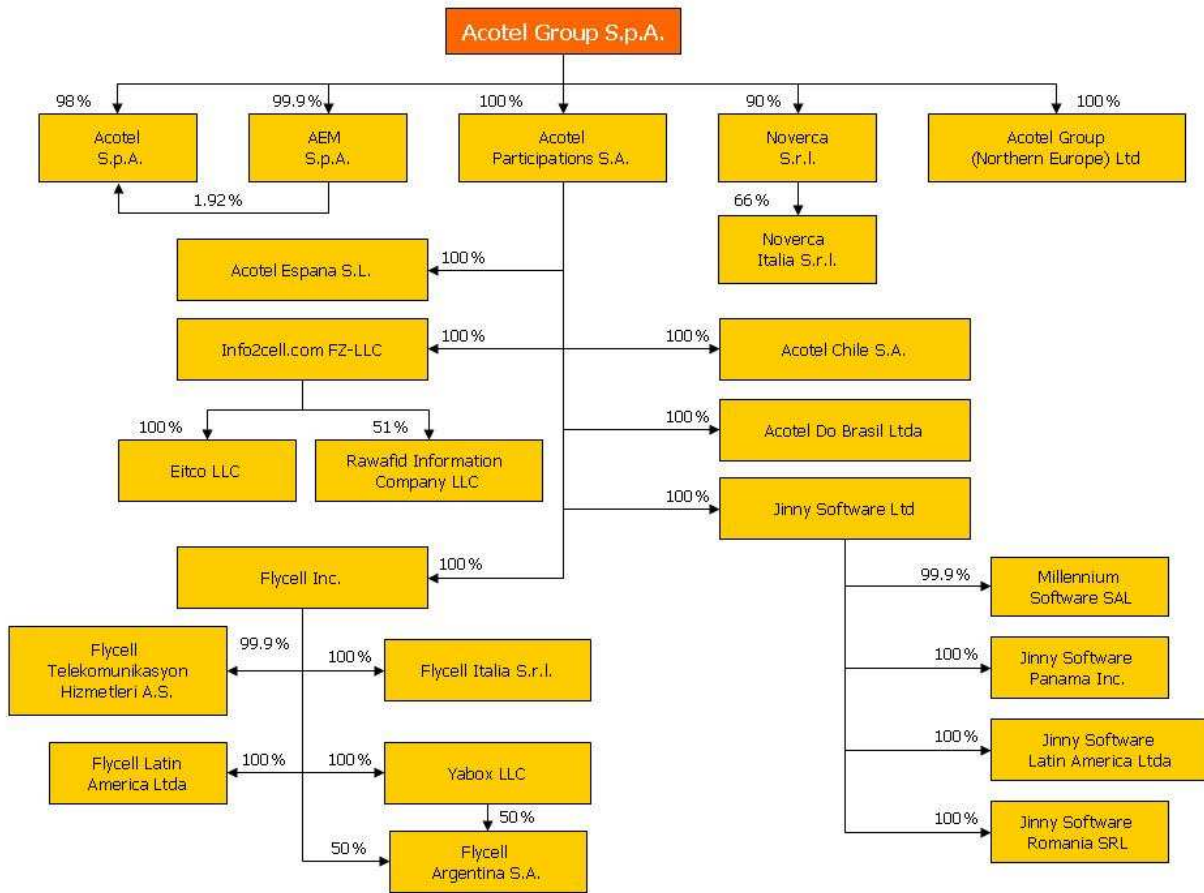 Acotel Group S.p.A.
98%
99.9%
100%
90%
100%
Acotel
S.p.A.
AEM
S.p.A.
Acotel
Participations S.A.
Noverca
S.r.l.
Acotel Group
(Northern Europe) Ltd
1.92%
66%
Noverca
Italia S.r.l.
Acotel Espana S.L.
100%
Info2cell.com FZ-LLC
100%
100%
Acotel Chile S.A.
100%
51%
Eitco LLC
Rawafid Information
Company LLC
100%
Acotel Do Brasil Ltda
100%
Jinny Software Ltd
Flycell Inc.
100%
99.9%
Millennium
Software SAL
Flycell
Telekomunikasyon
Hizmetleri A.S.
99.9%
100%
Flycell Italia S.r.l.
100%
Jinny Software
Panama Inc.
Flycell Latin
America Ltda
100%
100%
Yabox LLC
100%
Jinny Software
Latin America Ltda
50%
50%
Flycell
Argentina S.A.
100%
Jinny Software
Romania SRL